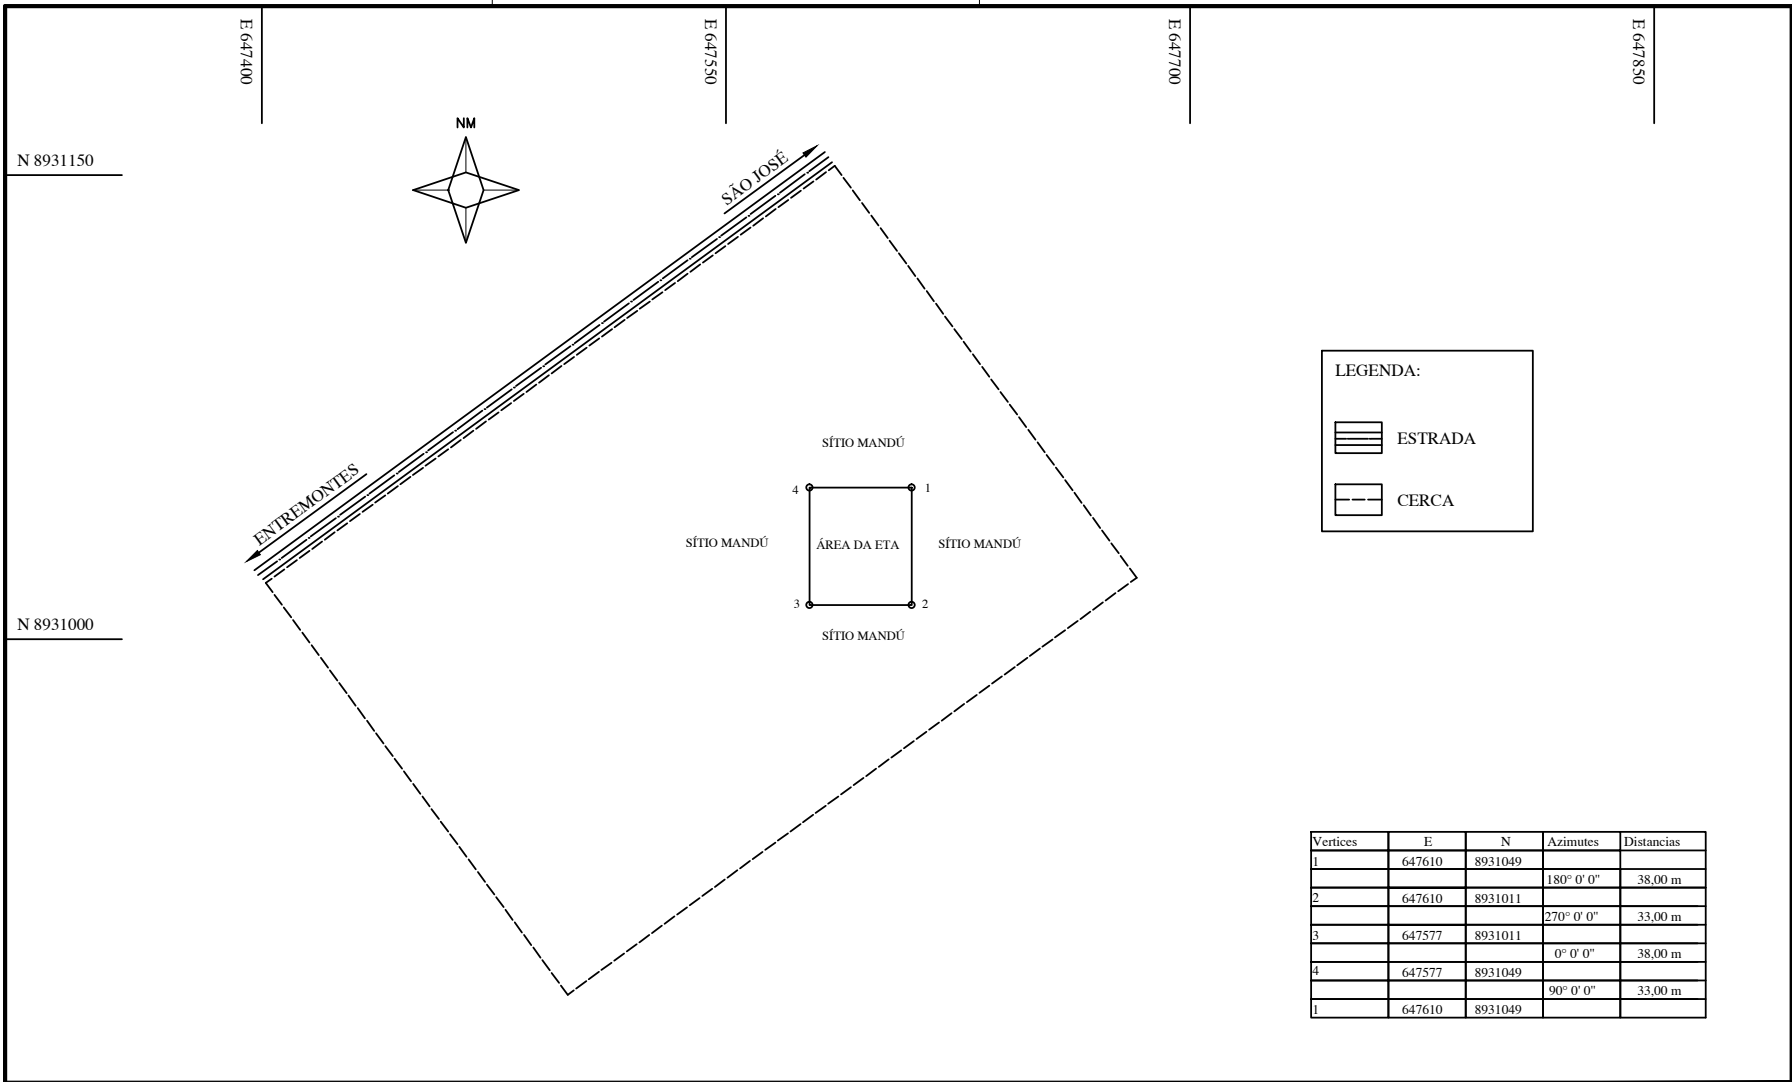 E 647400
E 647550
E 647700
E 647850
NM
N 8931150
SÃO JOSÉ
LEGENDA:
ESTRADA
CERCA
SÍTIO MANDÚ
ENTREMONTES
4
1
SÍTIO MANDÚ
ÁREA DA ETA
SÍTIO MANDÚ
3
2
N 8931000
SÍTIO MANDÚ
Vertices E N Azimutes Distancias
1 647610 8931049
180° 0' 0" 38,00 m
2 647610 8931011
270° 0' 0" 33,00 m
3 647577 8931011
0° 0' 0" 38,00 m
4 647577 8931049
90° 0' 0" 33,00 m
1 647610 8931049